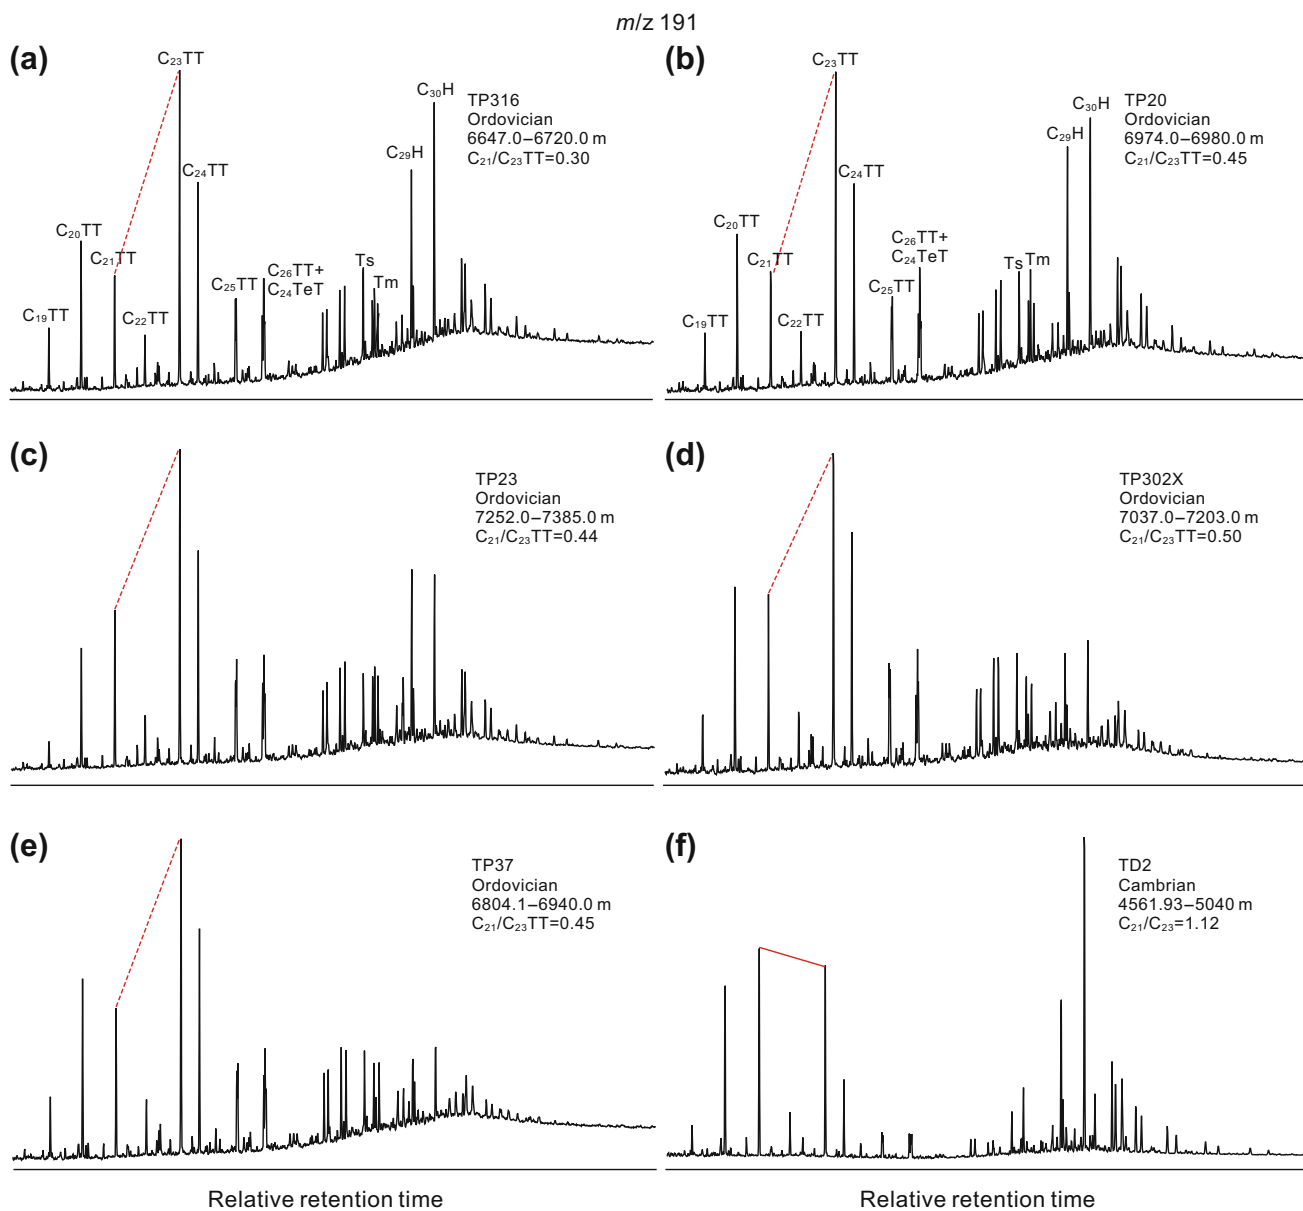 m/z 191
(a)
C₂₃TT
C₃₀H
TP316
Ordovician
6647.0–6720.0 m
C₂₁/C₂₃TT=0.30
C₂₉H
C₂₄TT
C₂₀TT
C₂₁TT
Ts
C₂₆TT+
C₂₄TeT
C₂₅TT
Tm
C₁₉TT
C₂₂TT
(b)
C₂₃TT
C₃₀H
TP20
Ordovician
6974.0–6980.0 m
C₂₁/C₂₃TT=0.45
C₂₉H
C₂₄TT
C₂₀TT
C₂₆TT+
C₂₄TeT
C₂₁TT
Ts
Tm
C₂₅TT
C₁₉TT
C₂₂TT
(c)
TP23
Ordovician
7252.0–7385.0 m
C₂₁/C₂₃TT=0.44
(d)
TP302X
Ordovician
7037.0–7203.0 m
C₂₁/C₂₃TT=0.50
(e)
TP37
Ordovician
6804.1–6940.0 m
C₂₁/C₂₃TT=0.45
(f)
TD2
Cambrian
4561.93–5040 m
C₂₁/C₂₃=1.12
Relative retention time
Relative retention time